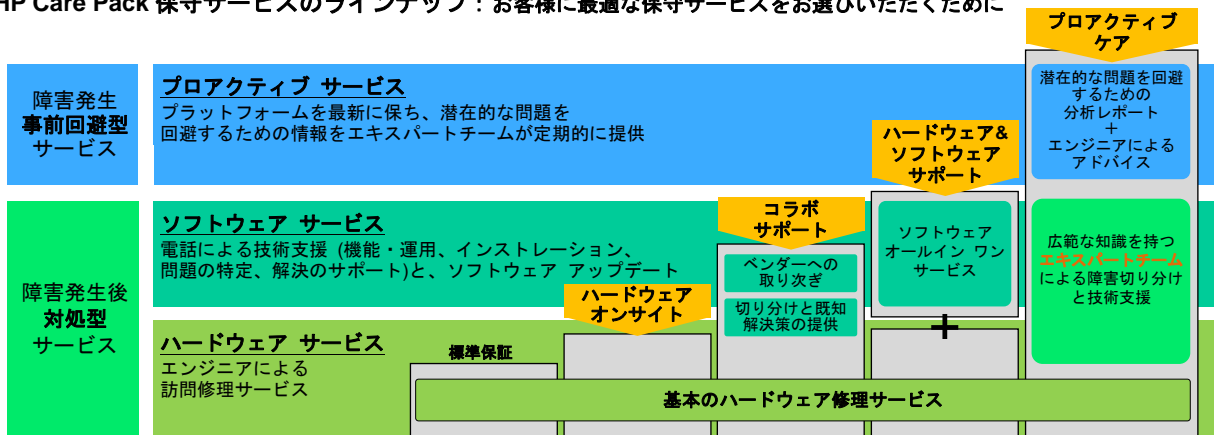 HP Care Pack 保守サービスのラインナップ：お客様に最適な保守サービスをお選びいただくために
プロアクティブ
ケア
障害発生
事前回避型
サービス
プロアクティブ サービス
プラットフォームを最新に保ち、潜在的な問題を
回避するための情報をエキスパートチームが定期的に提供
ハードウェア&
ソフトウェア
サポート
潜在的な問題を回避
するための
分析レポート
＋
エンジニアによる
アドバイス
障害発生後
対処型
サービス
ソフトウェア サービス
電話による技術支援 (機能・運用、インストレーション、
問題の特定、解決のサポート)と、ソフトウェア アップデート
コラボ
サポート
ベンダーへの
取り次ぎ
切り分けと既知
解決策の提供
ソフトウェア
オールイン ワン
サービス
+
広範な知識を持つ
エキスパートチーム
による障害切り分け
と技術支援
ハードウェア
オンサイト
ハードウェア サービス
エンジニアによる
訪問修理サービス
標準保証
基本のハードウェア修理サービス